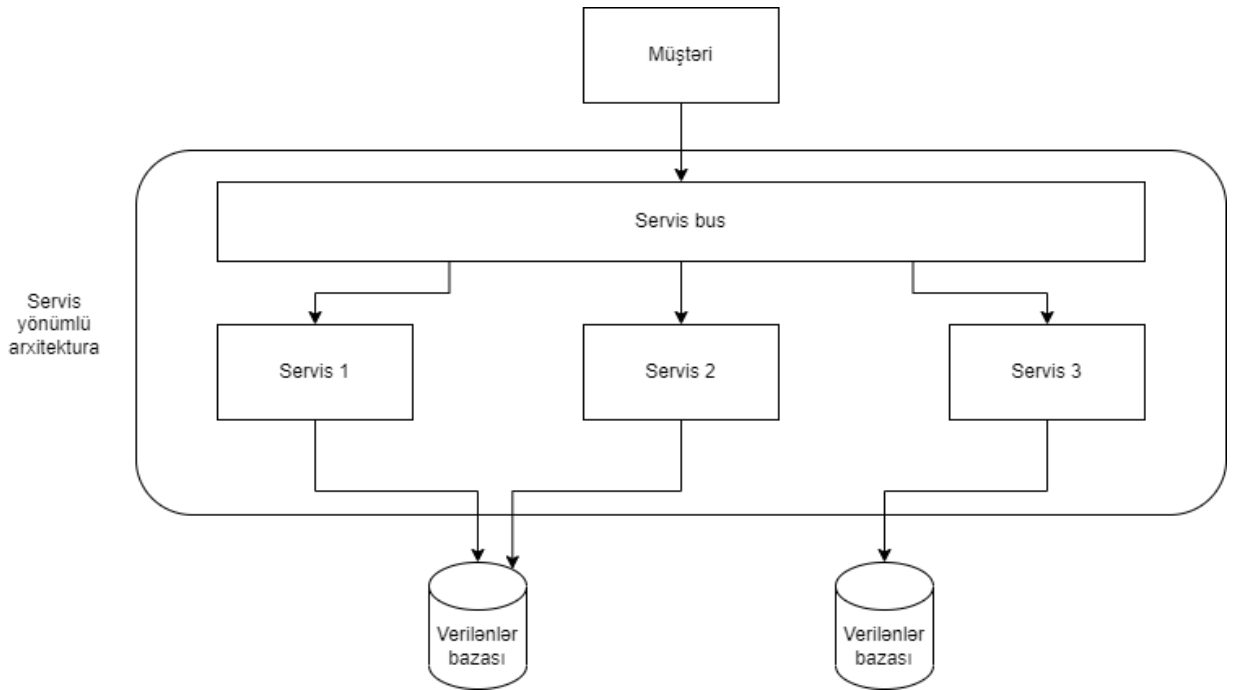 Müştəri
Servis bus
Servis
yönümlü
arxitektura
Servis 1
Servis 2
Servis 3
Verilənlər
bazası
Verilənlər
bazası